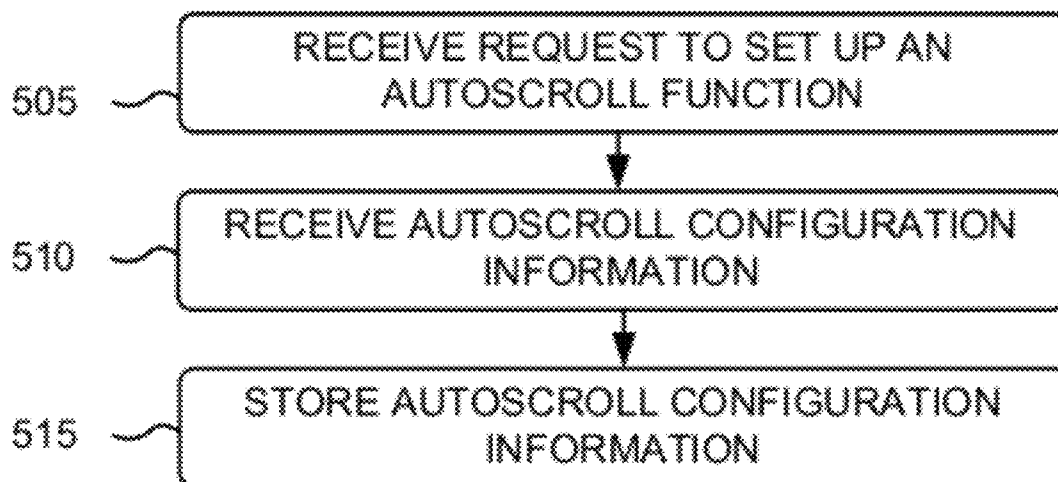 RECEIVE REQUEST TO SET UP AN
AUTOSCROLL FUNCTION
505
RECEIVE AUTOSCROLL CONFIGURATION
INFORMATION
510
STORE AUTOSCROLL CONFIGURATION
INFORMATION
515